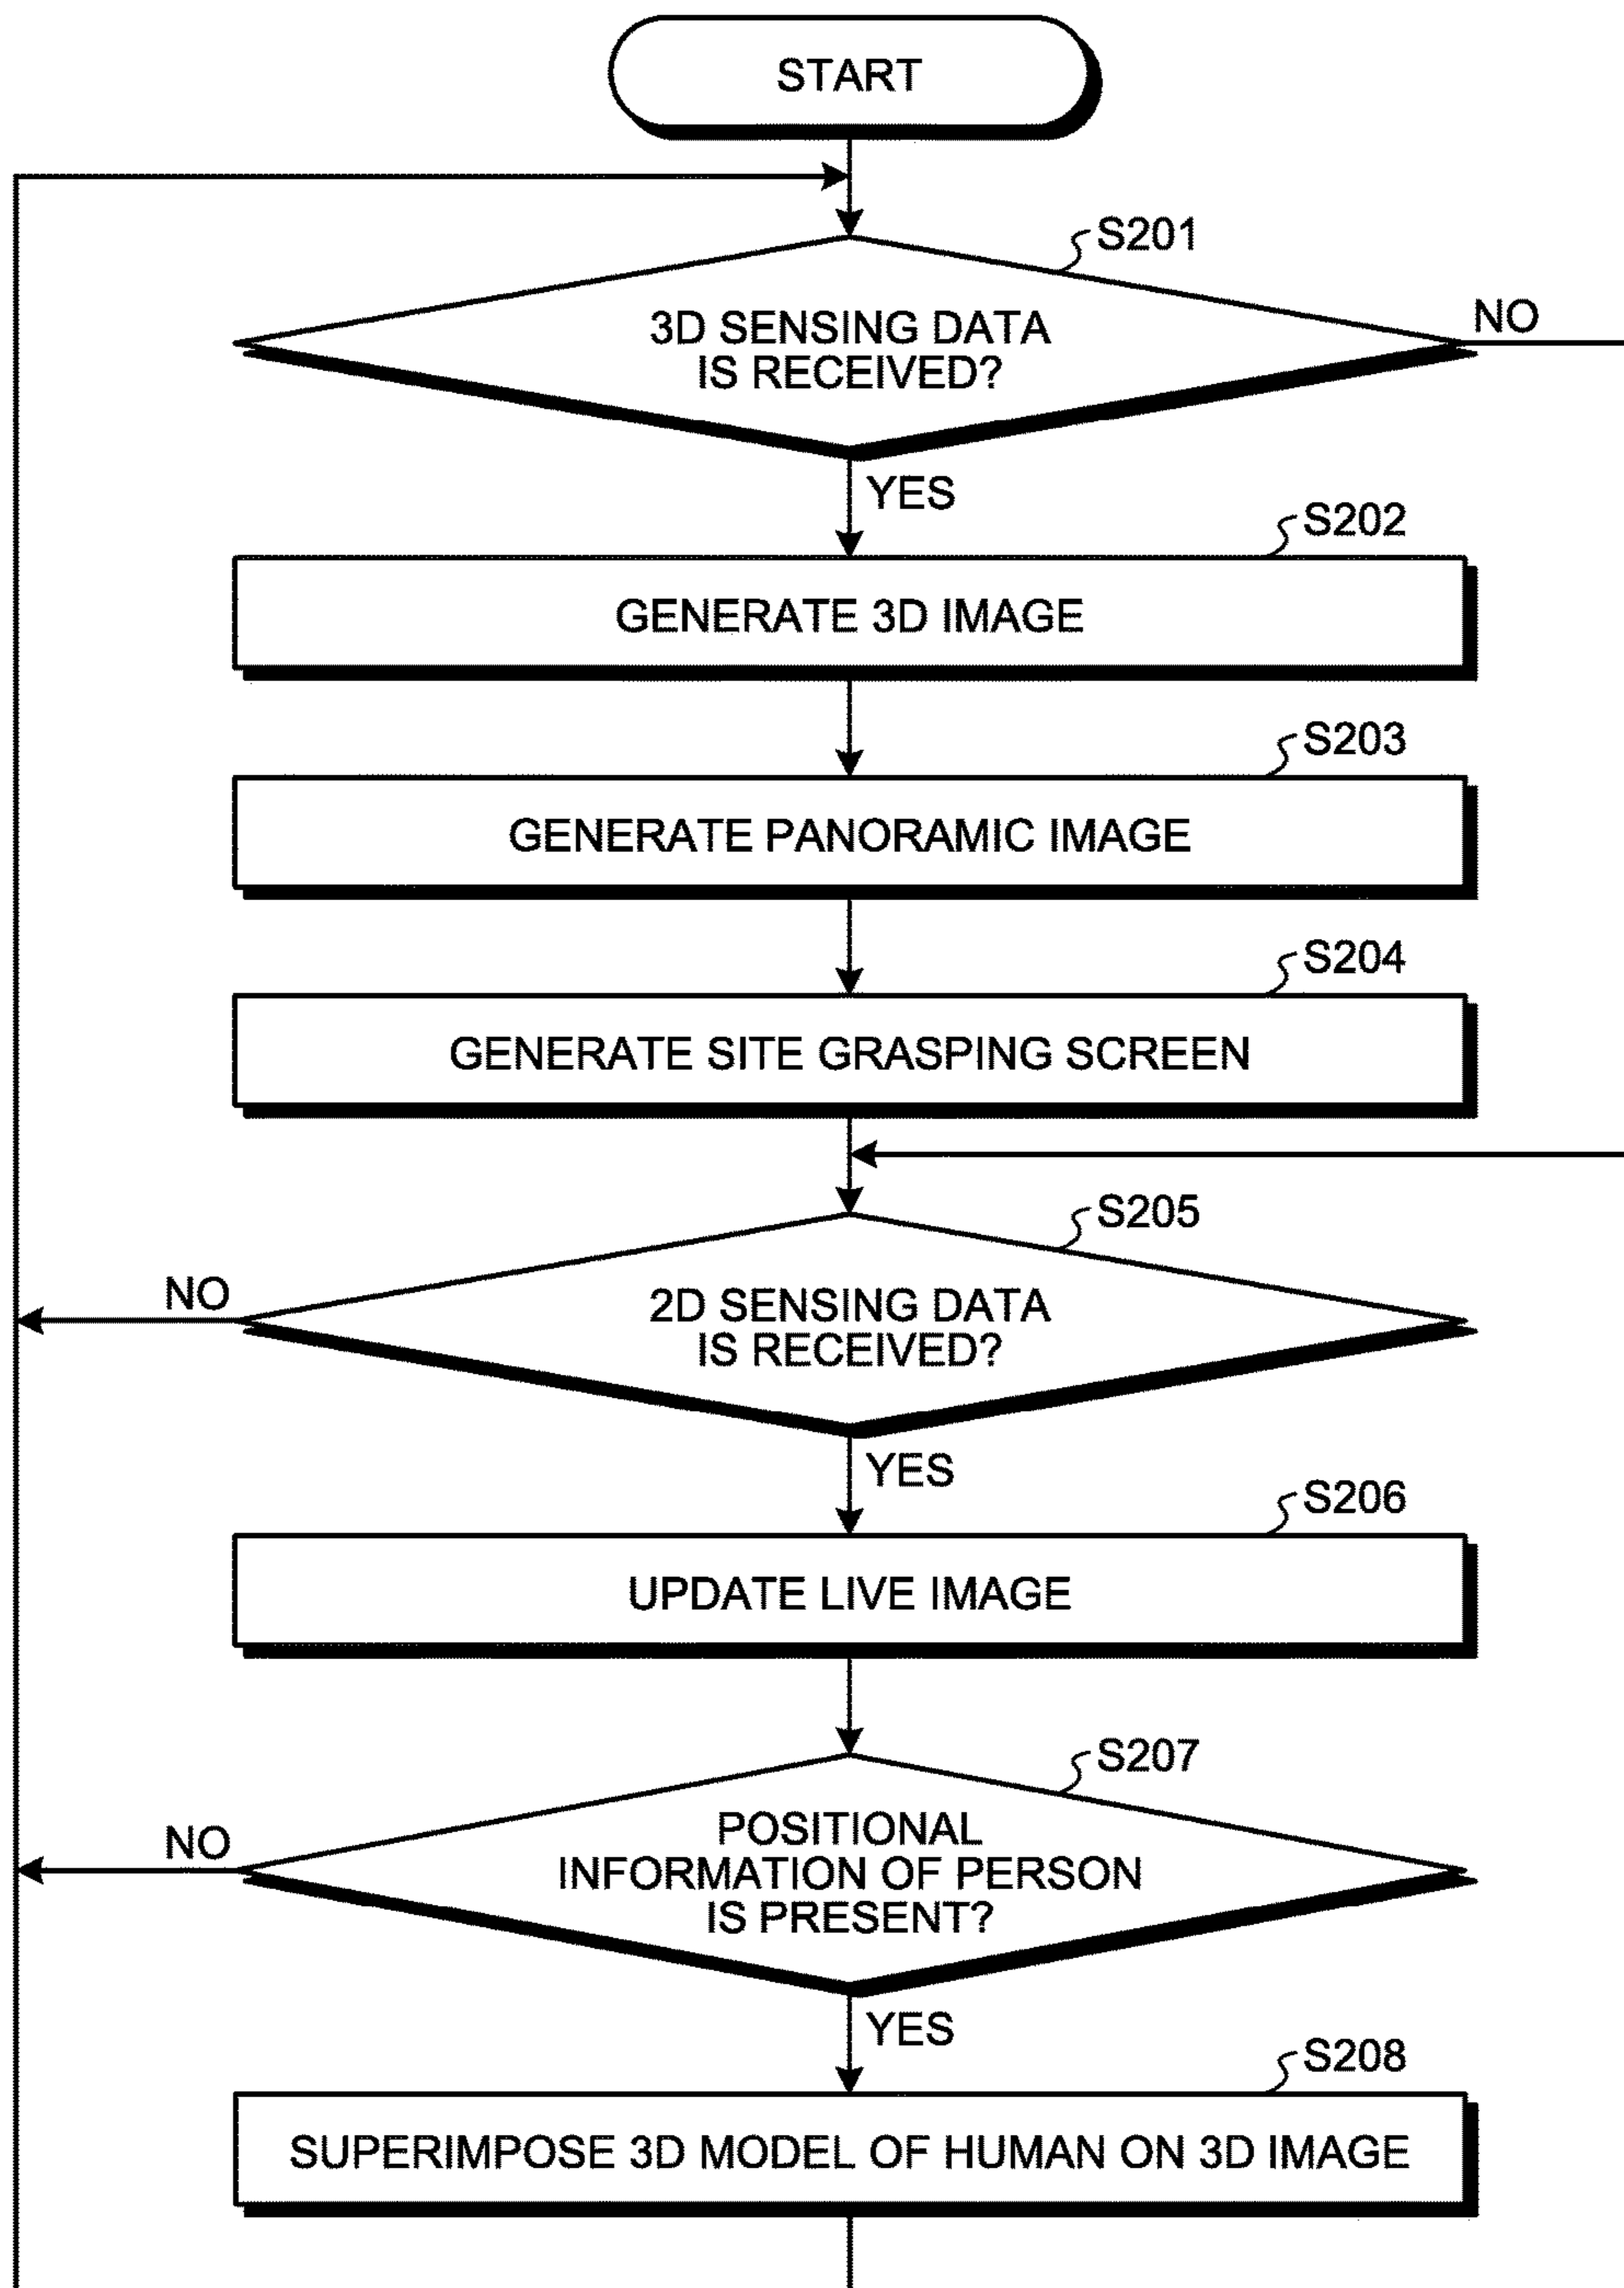 START
S201
3D SENSING DATA
IS RECEIVED?
NO
YES
S202
GENERATE 3D IMAGE
S203
GENERATE PANORAMIC IMAGE
S204
GENERATE SITE GRASPING SCREEN
S205
NO
2D SENSING DATA
IS RECEIVED?
YES
S206
UPDATE LIVE IMAGE
S207
NO
POSITIONAL
INFORMATION OF PERSON
IS PRESENT?
YES
S208
SUPERIMPOSE 3D MODEL OF HUMAN ON 3D IMAGE